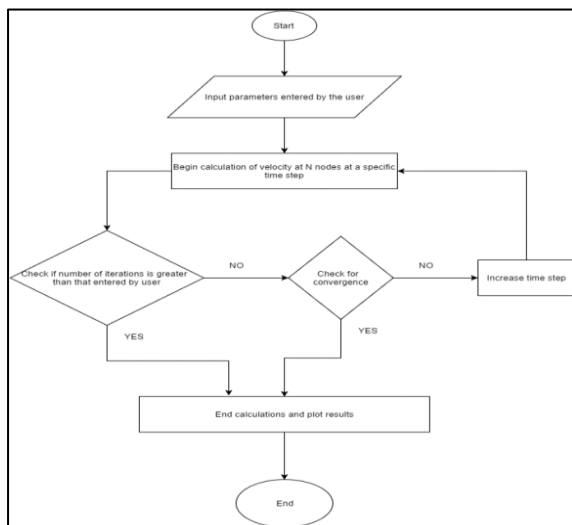 Start
Input parameters entered by the user
Begin calculation of velocity at N nodes at a specific
time step
Check if number of iterations is greater
than that entered by user
NO
Check for
convergence
NO
Increase time step
YES
YES
End calculations and plot results
End